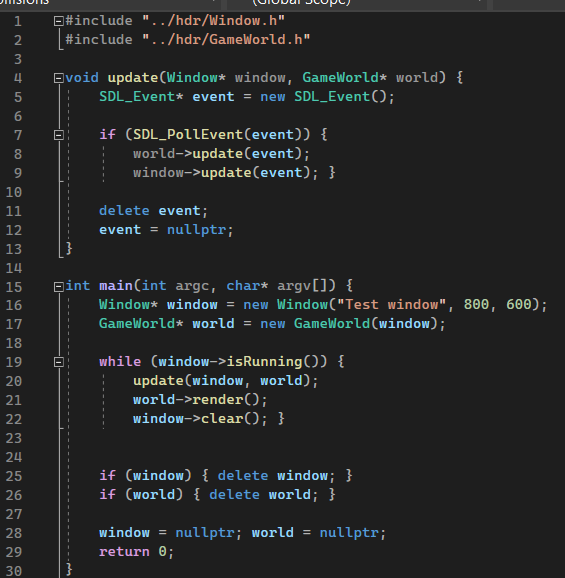 (Global Scope)
1 #include "../hdr/Window.h"
2 #include "../hdr/GameWorld.h"
3
4 void update(Window* window, GameWorld* world) {
5 SDL_Event* event = new SDL_Event();
6
7 if (SDL_PollEvent(event)) {
8 world->update(event);
9 window->update(event); }
10
11 delete event;
12 event = nullptr;
13 }
14
15 int main(int argc, char* argv[]) {
16 Window* window = new Window("Test window", 800, 600);
17 GameWorld* world = new GameWorld(window);
18
19 while (window->isRunning()) {
20 update(window, world);
21 world->render();
22 window->clear(); }
23
24
25 if (window) { delete window; }
26 if (world) { delete world; }
27
28 window = nullptr; world = nullptr;
29 return 0;
30 }